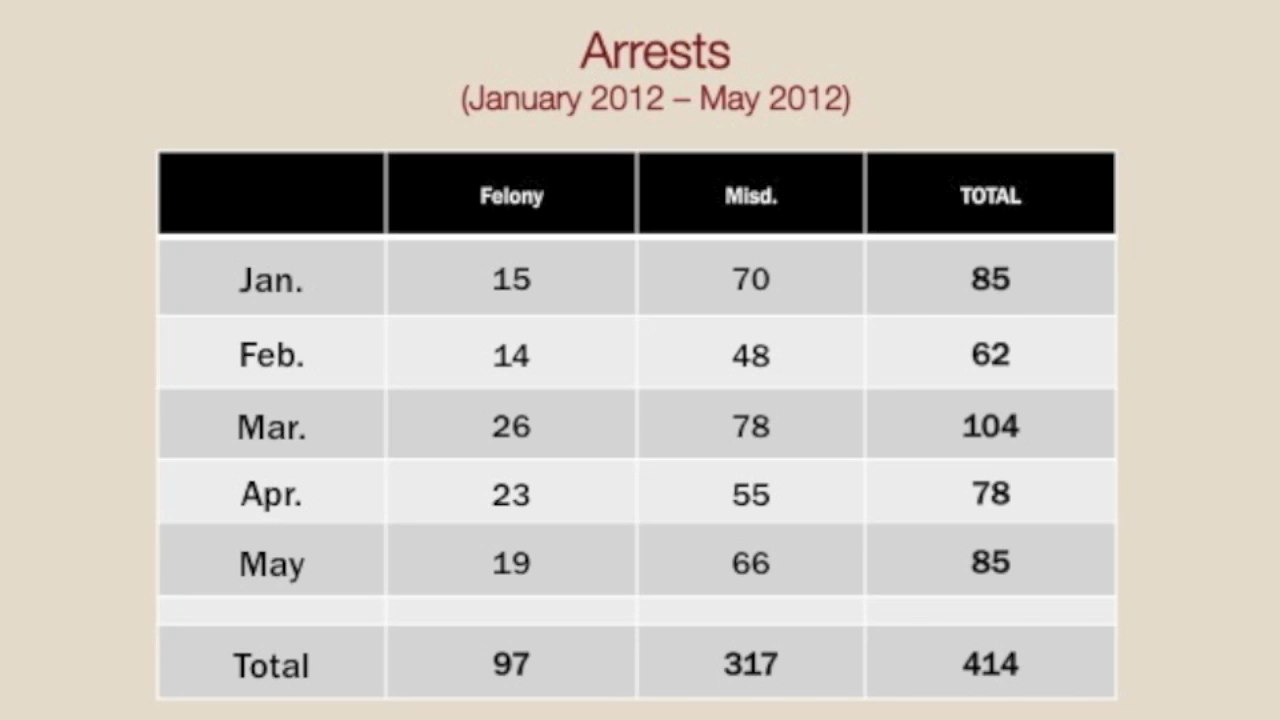 Arrests
(January 2012 – May 2012)
Felony Misd. TOTAL
Jan. 15 70 85
Feb. 14 48 62
Mar. 26 78 104
Apr. 23 55 78
May 19 66 85
Total 97 317 414